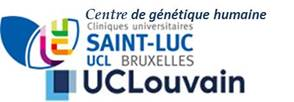 Centre de génétique humaine
Cliniques universitaires
SAINT-LUC
UCL BRUXELLES
UCLouvain